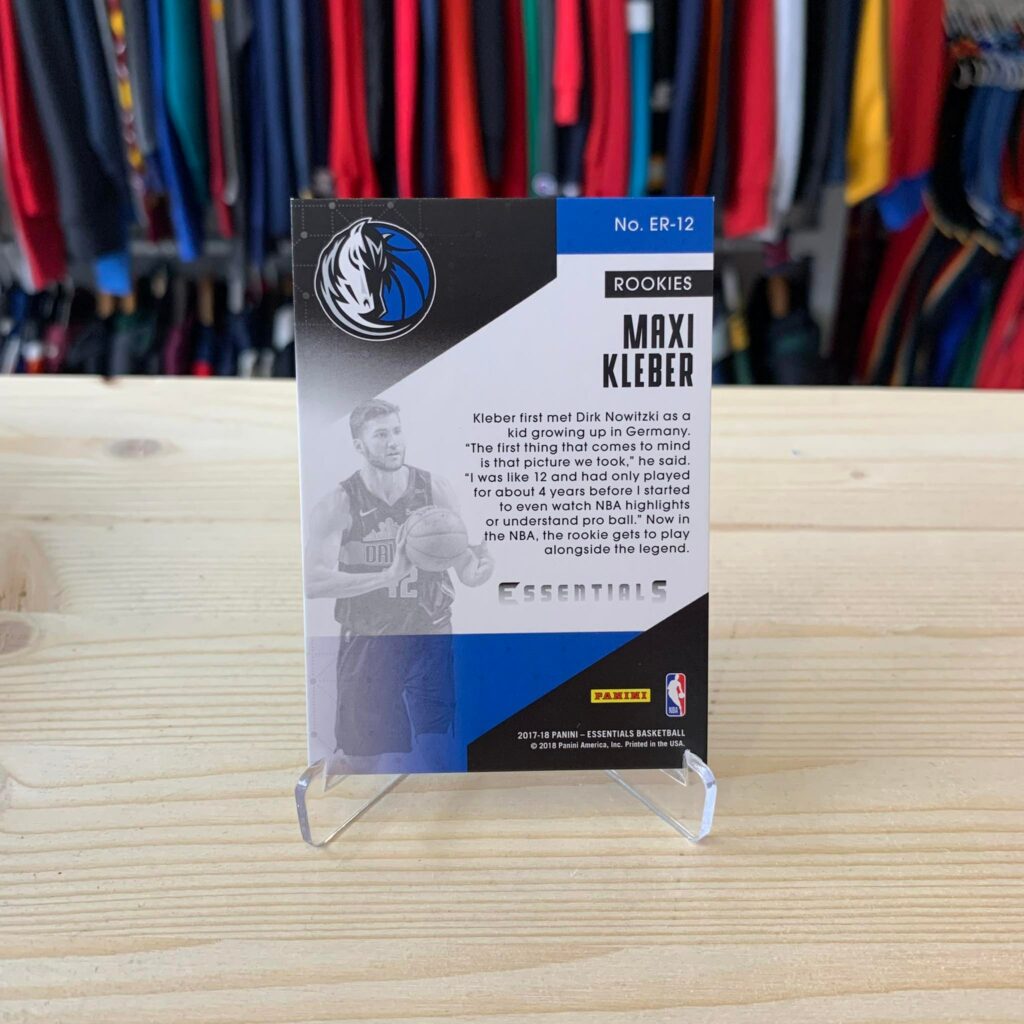 No. ER-12
ROOKIES
MAXI
KLEBER
Kleber first met Dirk Nowitzki as a
kid growing up in Germany.
“The first thing that comes to mind
is that picture we took,” he said.
“I was like 12 and had only played
for about 4 years before I started
to even watch NBA highlights
or understand pro ball.” Now in
the NBA, the rookie gets to play
alongside the legend.
ESSENTIALS
42
PANINI
NBA
2017-18 PANINI – ESSENTIALS BASKETBALL
© 2018 Panini America, Inc. Printed in the USA.